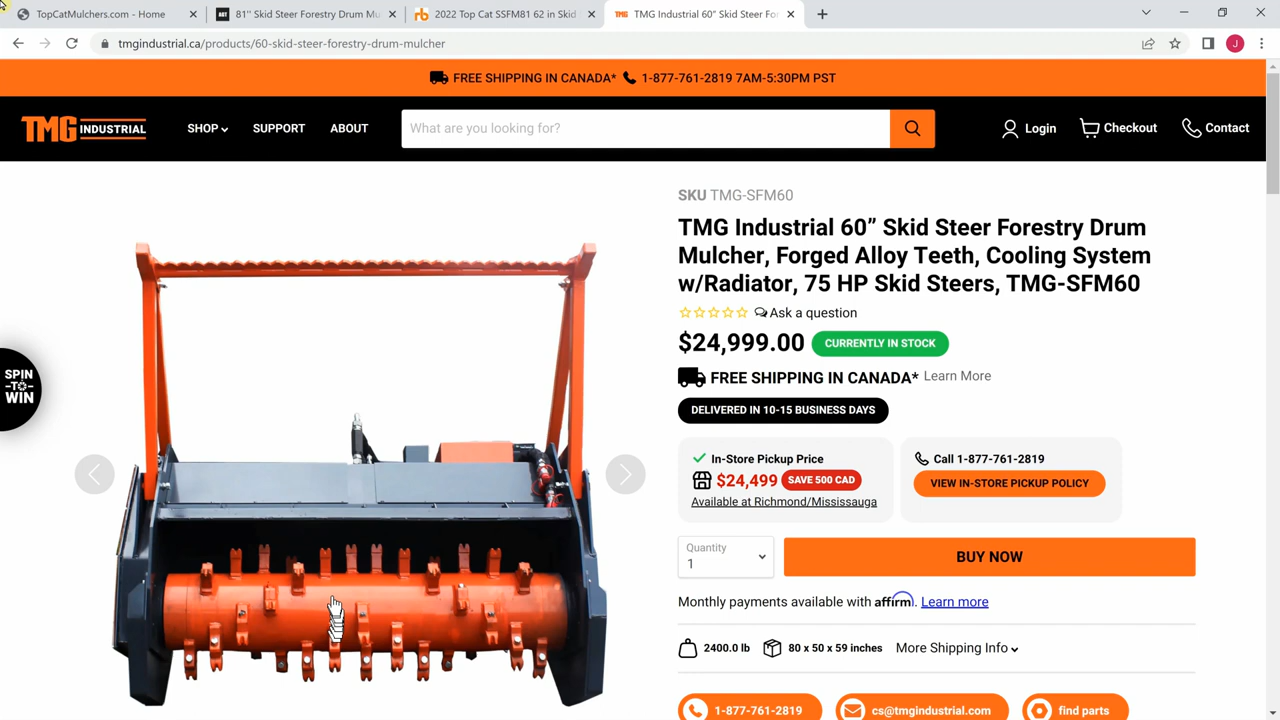 TopCatMulchers.com - Home
81" Skid Steer Forestry Drum Mu
2022 Top Cat SSFM81 62 in Skid
TMG Industrial 60" Skid Steer For
tmgindustrial.ca/products/60-skid-steer-forestry-drum-mulcher
J
FREE SHIPPING IN CANADA* 1-877-761-2819 7AM-5:30PM PST
TMG INDUSTRIAL
SHOP
SUPPORT
ABOUT
What are you looking for?
Login
Checkout
Contact
SKU TMG-SFM60
TMG Industrial 60” Skid Steer Forestry Drum
Mulcher, Forged Alloy Teeth, Cooling System
w/Radiator, 75 HP Skid Steers, TMG-SFM60
Ask a question
$24,999.00 CURRENTLY IN STOCK
FREE SHIPPING IN CANADA* Learn More
DELIVERED IN 10-15 BUSINESS DAYS
SPIN
-TO-
WIN
In-Store Pickup Price
$24,499 SAVE 500 CAD
Available at Richmond/Mississauga
Call 1-877-761-2819
VIEW IN-STORE PICKUP POLICY
Quantity
1
BUY NOW
Monthly payments available with affirm. Learn more
2400.0 lb
80 x 50 x 59 inches
More Shipping Info
1-877-761-2819
cs@tmgindustrial.com
find parts